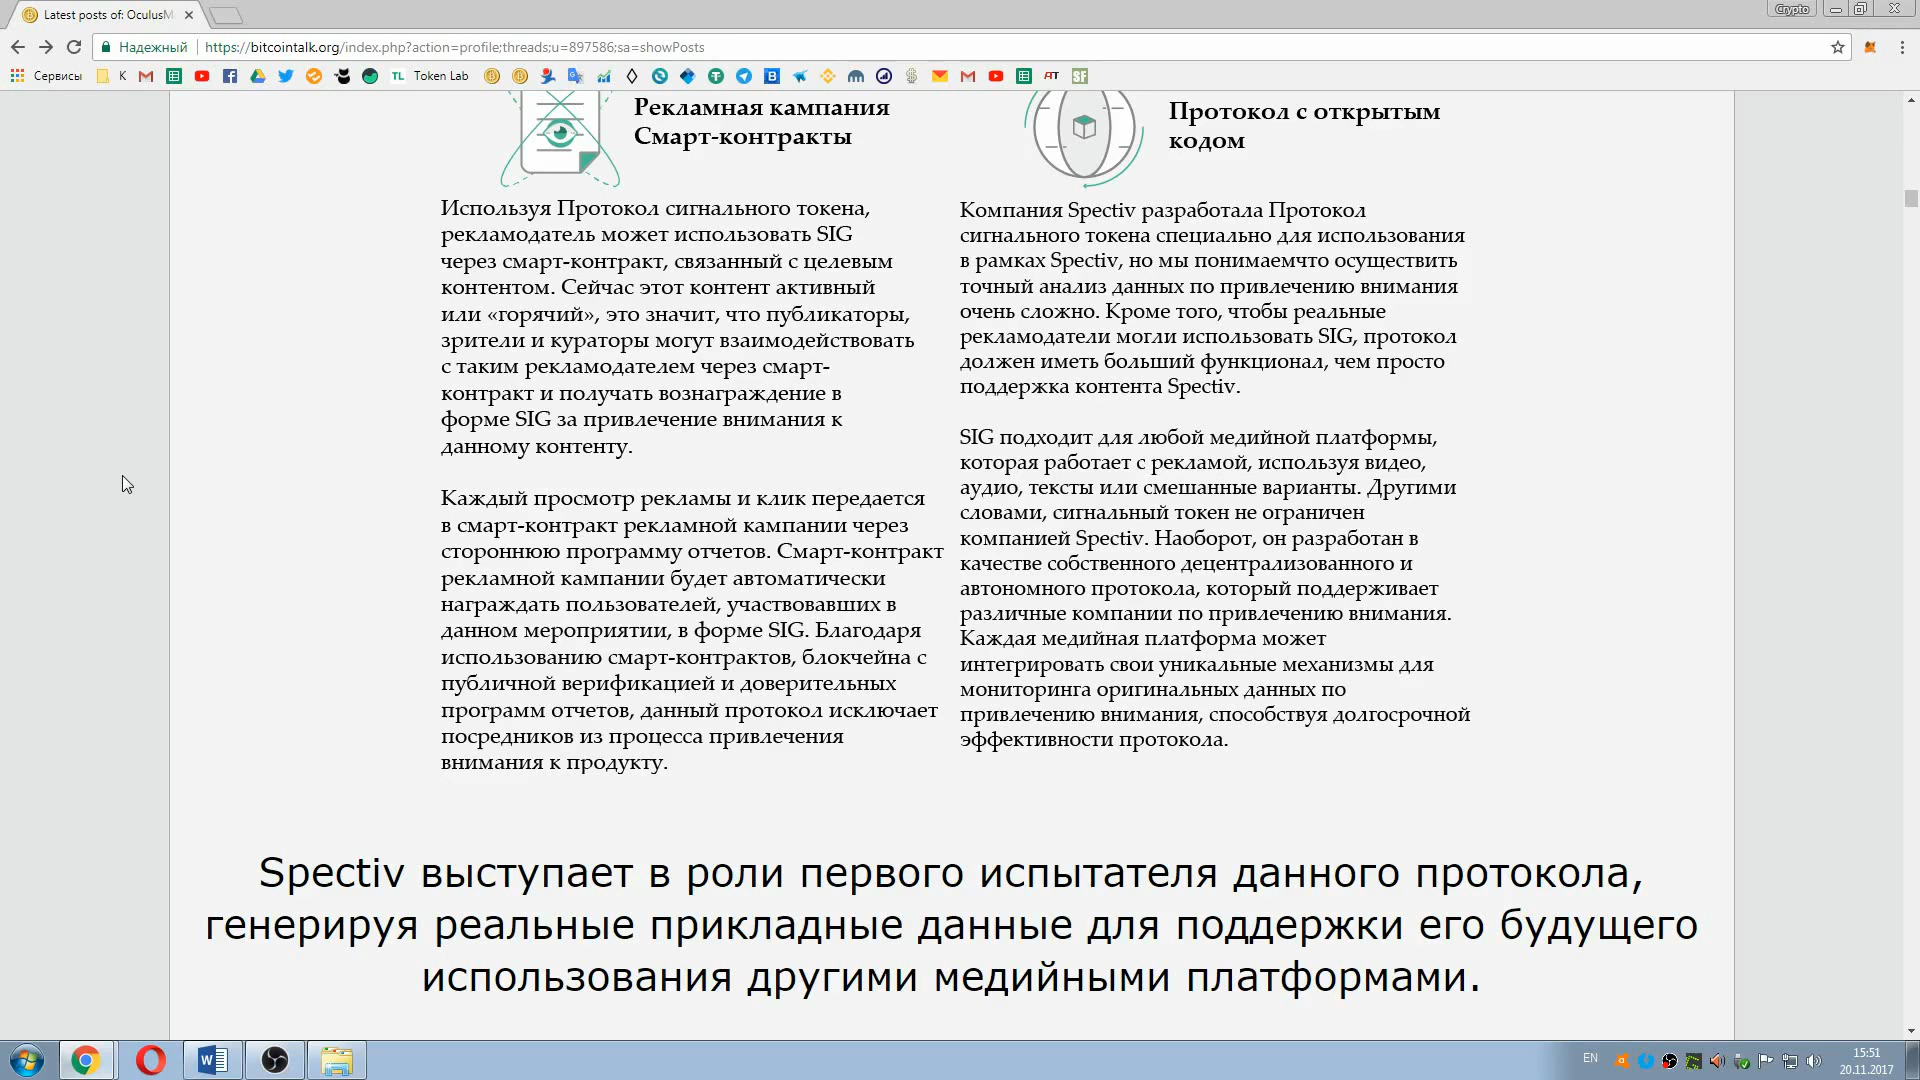 Latest posts of: OculusM
Crypto
Надежный
https://bitcointalk.org/index.php?action=profile;threads;u=897586;sa=showPosts
Сервисы
К
TL Token Lab
AT
SF
Рекламная кампания
Смарт-контракты
Используя Протокол сигнального токена,
рекламодатель может использовать SIG
через смарт-контракт, связанный с целевым
контентом. Сейчас этот контент активный
или «горячий», это значит, что публикаторы,
зрители и кураторы могут взаимодействовать
с таким рекламодателем через смарт-
контракт и получать вознаграждение в
форме SIG за привлечение внимания к
данному контенту.
Каждый просмотр рекламы и клик передается
в смарт-контракт рекламной кампании через
стороннюю программу отчетов. Смарт-контракт
рекламной кампании будет автоматически
награждать пользователей, участвовавших в
данном мероприятии, в форме SIG. Благодаря
использованию смарт-контрактов, блокчейна с
публичной верификацией и доверительных
программ отчетов, данный протокол исключает
посредников из процесса привлечения
внимания к продукту.
Протокол с открытым
кодом
Компания Spectiv разработала Протокол
сигнального токена специально для использования
в рамках Spectiv, но мы понимаемчто осуществить
точный анализ данных по привлечению внимания
очень сложно. Кроме того, чтобы реальные
рекламодатели могли использовать SIG, протокол
должен иметь больший функционал, чем просто
поддержка контента Spectiv.
SIG подходит для любой медийной платформы,
которая работает с рекламой, используя видео,
аудио, тексты или смешанные варианты. Другими
словами, сигнальный токен не ограничен
компанией Spectiv. Наоборот, он разработан в
качестве собственного децентрализованного и
автономного протокола, который поддерживает
различные компании по привлечению внимания.
Каждая медийная платформа может
интегрировать свои уникальные механизмы для
мониторинга оригинальных данных по
привлечению внимания, способствуя долгосрочной
эффективности протокола.
Spectiv выступает в роли первого испытателя данного протокола,
генерируя реальные прикладные данные для поддержки его будущего
использования другими медийными платформами.
EN
15:51
20.11.2017